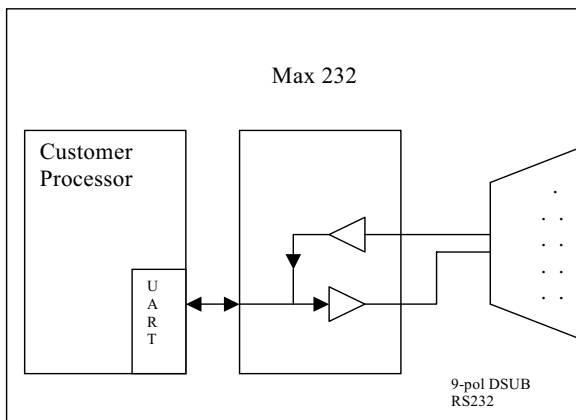 Max 232
Customer
Processor
U
A
R
T
9-pol DSUB
RS232